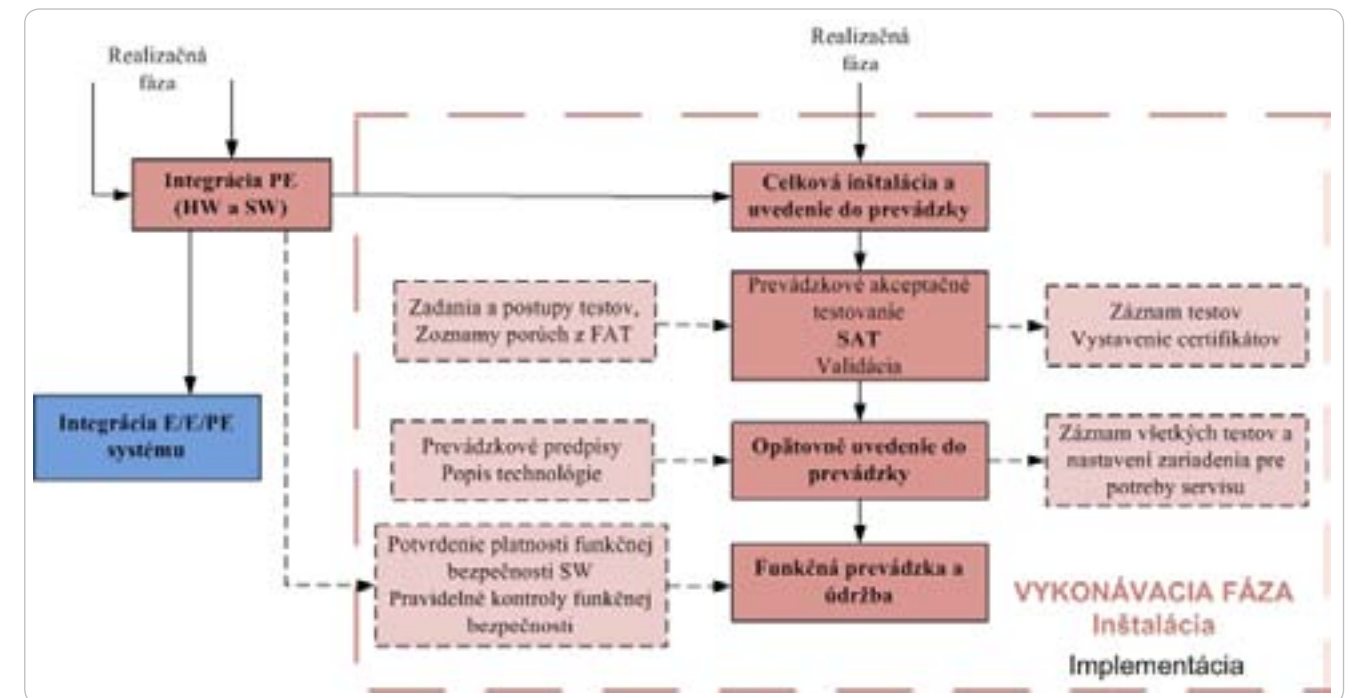 Realizačná
fáza
Realizačná
fáza
Integrácia PE
(HW a SW)
Celková inštalácia a
uvedenie do prevádzky
Zadania a postupy testov,
Zoznamy porúch z FAT
Prevádzkové akceptačné
testovanie
SAT
Validácia
Záznam testov
Vystavenie certifikátov
Integrácia E/E/PE
systému
Prevádzkové predpisy
Popis technológie
Opätovné uvedenie do
prevádzky
Záznam všetkých testov a
nastavení zariadenia pre
potreby servisu
Potvrdenie platnosti funkčnej
bezpečnosti SW
Pravidelné kontroly funkčnej
bezpečnosti
Funkčná prevádzka a
údržba
VYKONÁVACIA FÁZA
Inštalácia
Implementácia